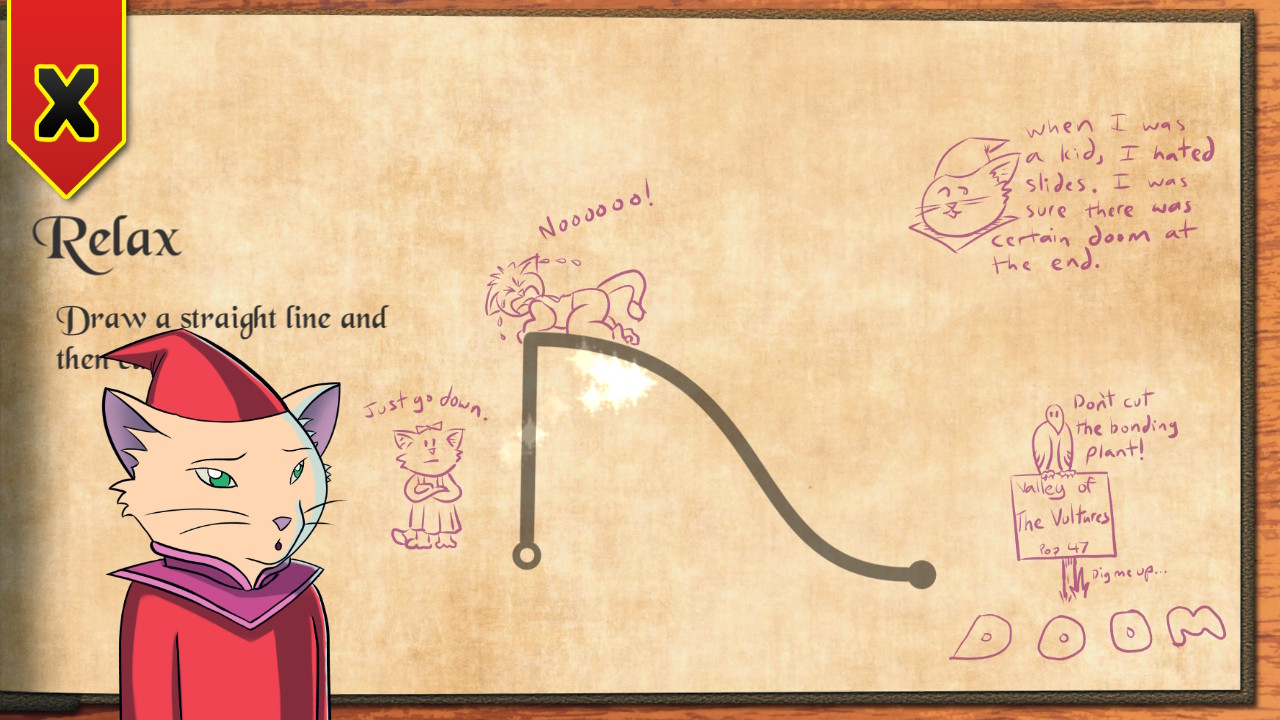 X
Relax
Draw a straight line and
then
Noooooo!
Just go down.
when I was
a kid, I hated
slides. I was
sure there was
certain doom at
the end.
Don't cut
the bonding
plant!
Valley of
The Vultures
Pop 47
Dig me up...
DOOM